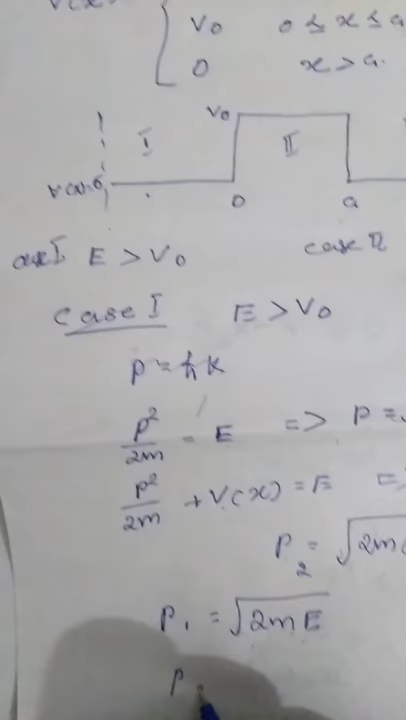 V(x)
V₀ 0 ≤ x ≤ a
0 x > a.
V₀
I II
V(x)=0
0 a
case I E > V₀ case II
Case I E > V₀
p = ħk
p²/2m = E => p =
p²/2m + V(x) = E =>
P₂ = √2m(
P₁ = √2mE
P